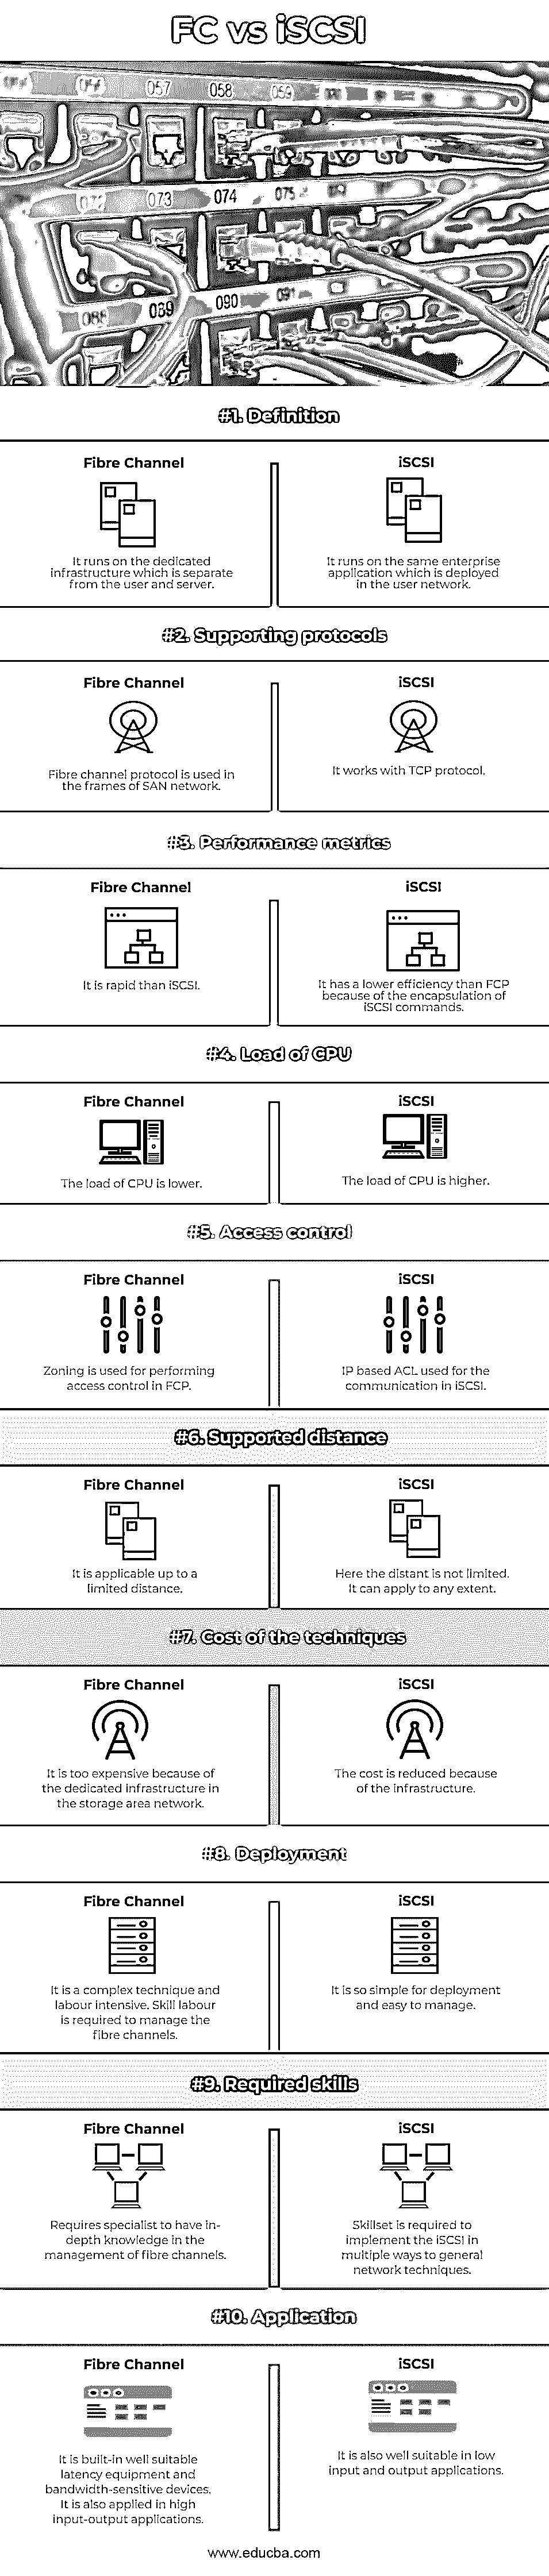 FC vs iSCSI
057 058 059
072 073 074 075
088 089 090 091
#1. Definition
Fibre Channel
It runs on the dedicated
infrastructure which is separate
from the user and server.
iSCSI
It runs on the same enterprise
application which is deployed
in the user network.
#2. Supporting protocols
Fibre Channel
Fibre channel protocol is used in
the frames of SAN network.
iSCSI
It works with TCP protocol.
#3. Performance metrics
Fibre Channel
It is rapid than iSCSI.
iSCSI
It has a lower efficiency than FCP
because of the encapsulation of
iSCSI commands.
#4. Load of CPU
Fibre Channel
The load of CPU is lower.
iSCSI
The load of CPU is higher.
#5. Access control
Fibre Channel
Zoning is used for performing
access control in FCP.
iSCSI
IP based ACL used for the
communication in iSCSI.
#6. Supported distance
Fibre Channel
It is applicable up to a
limited distance.
iSCSI
Here the distant is not limited.
It can apply to any extent.
#7. Cost of the techniques
Fibre Channel
It is too expensive because of
the dedicated infrastructure in
the storage area network.
iSCSI
The cost is reduced because
of the infrastructure.
#8. Deployment
Fibre Channel
It is a complex technique and
labour intensive. Skill labour
is required to manage the
fibre channels.
iSCSI
It is so simple for deployment
and easy to manage.
#9. Required skills
Fibre Channel
Requires specialist to have in-
depth knowledge in the
management of fibre channels.
iSCSI
Skillset is required to
implement the iSCSI in
multiple ways to general
network techniques.
#10. Application
Fibre Channel
It is built-in well suitable
latency equipment and
bandwidth-sensitive devices.
It is also applied in high
input-output applications.
iSCSI
It is also well suitable in low
input and output applications.
www.educba.com